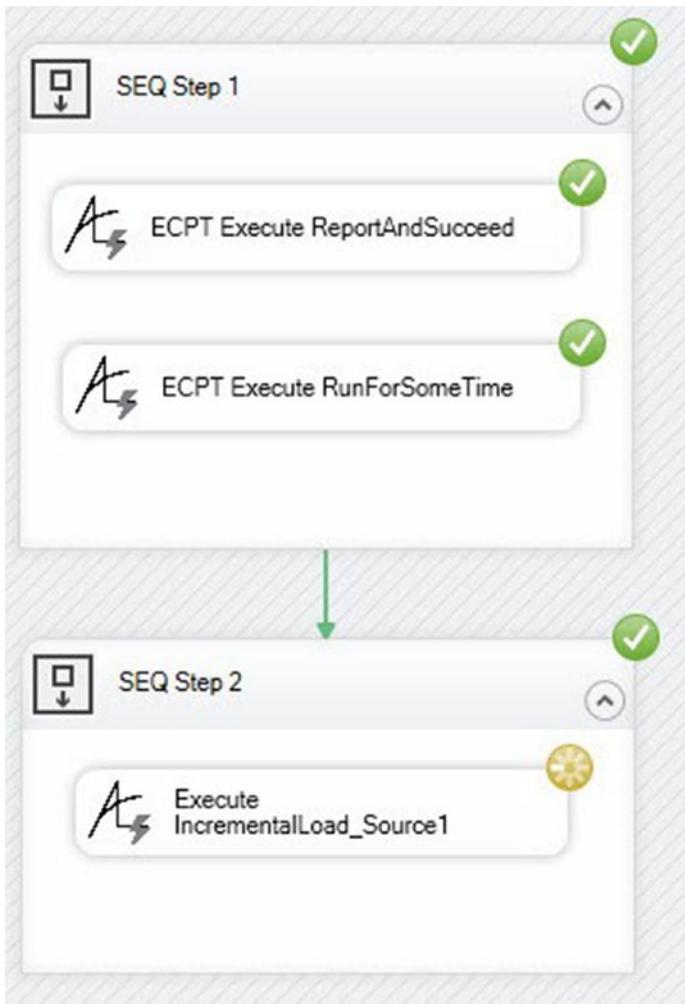 SEQ Step 1
ECPT Execute ReportAndSucceed
ECPT Execute RunForSomeTime
SEQ Step 2
Execute
IncrementalLoad_Source1